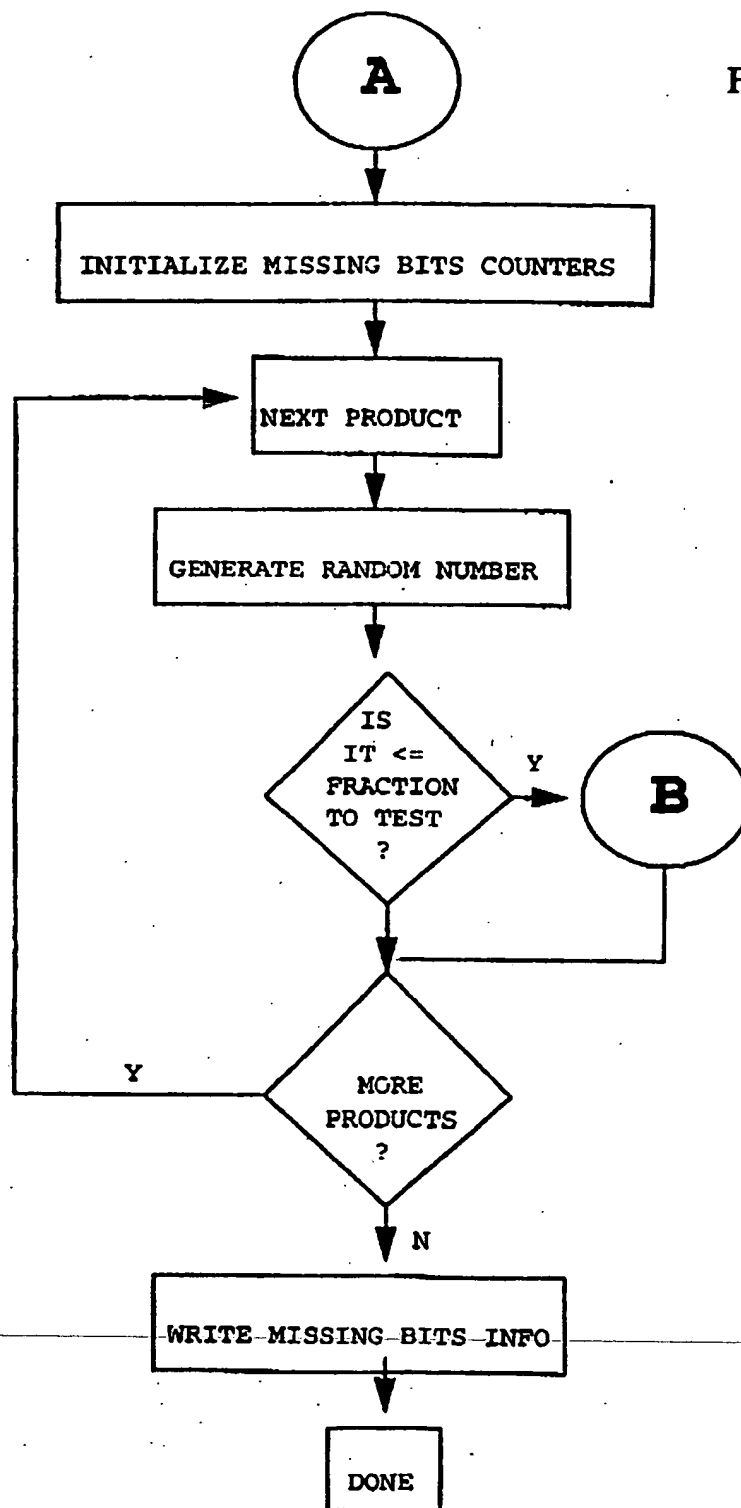 A
F
INITIALIZE MISSING BITS COUNTERS
NEXT PRODUCT
GENERATE RANDOM NUMBER
IS
IT <=
FRACTION
TO TEST
?
Y
B
MORE
PRODUCTS
?
Y
N
WRITE MISSING BITS INFO
DONE